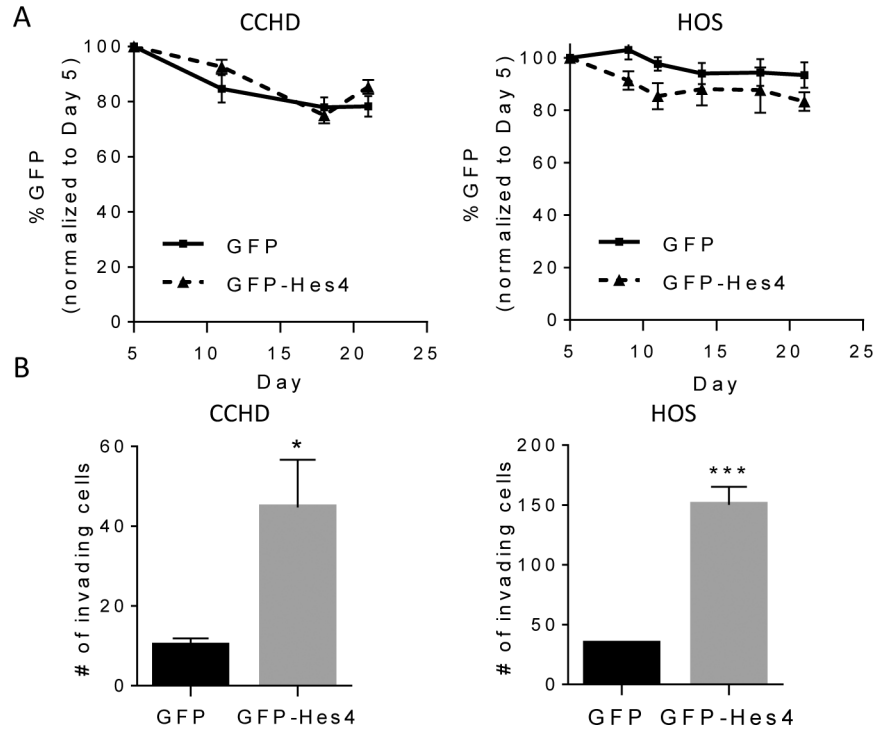 A
CCHD
HOS
%GFP
(normalized to Day 5)
100
80
60
40
20
0
5
10
15
20
25
Day
GFP
GFP-Hes4
%GFP
(normalized to Day 5)
100
80
60
40
20
0
5
10
15
20
25
Day
GFP
GFP-Hes4
B
CCHD
HOS
# of invading cells
60
40
20
0
*
GFP
GFP-Hes4
# of invading cells
200
150
100
50
0
***
GFP
GFP-Hes4